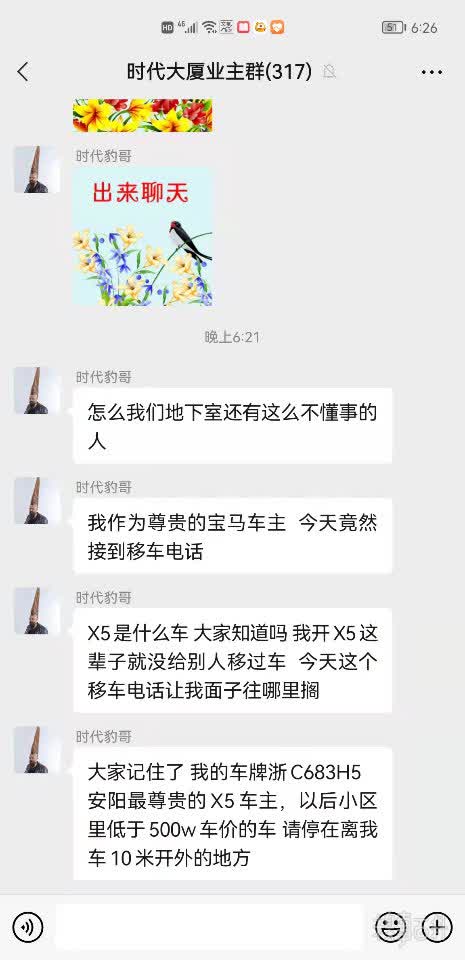 HD 4G 51 6:26
时代大厦业主群(317)
时代豹哥
出来聊天
晚上6:21
时代豹哥
怎么我们地下室还有这么不懂事的
人
时代豹哥
我作为尊贵的宝马车主 今天竟然
接到移车电话
时代豹哥
X5是什么车 大家知道吗 我开X5这
辈子就没给别人移过车 今天这个
移车电话让我面子往哪里搁
时代豹哥
大家记住了 我的车牌浙C683H5
安阳最尊贵的X5车主，以后小区
里低于500w车价的车 请停在离我
车10米开外的地方